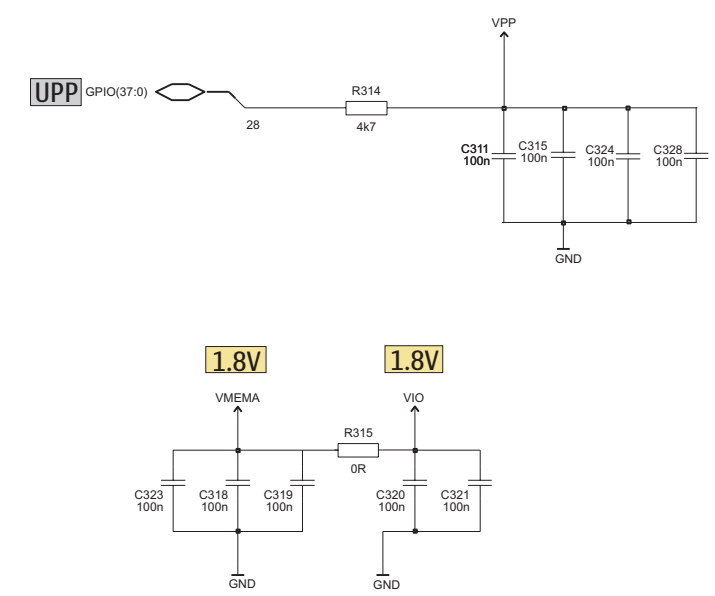 VPP
UPP GPIO(37:0)
R314
28
4k7
C311
100n
C315
100n
C324
100n
C328
100n
GND
1.8V
1.8V
VMEMA
VIO
R315
0R
C323
100n
C318
100n
C319
100n
C320
100n
C321
100n
GND
GND